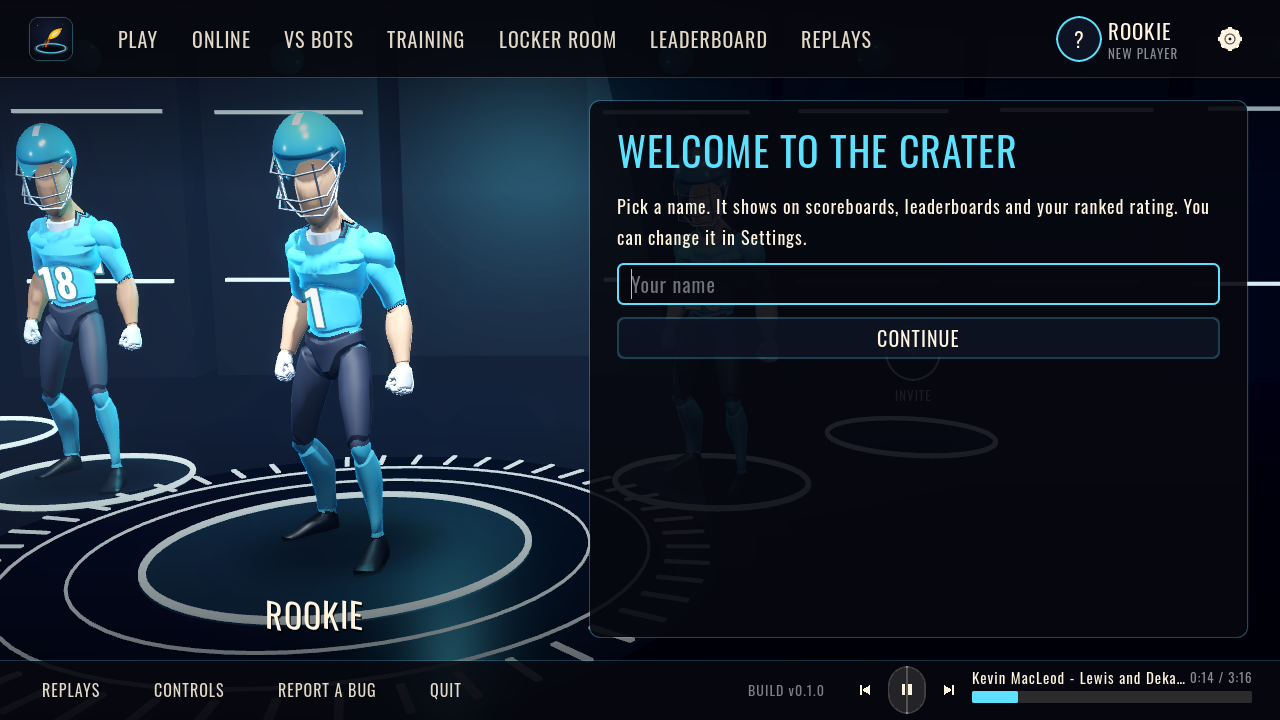 PLAY
ONLINE
VS BOTS
TRAINING
LOCKER ROOM
LEADERBOARD
REPLAYS
?
ROOKIE
NEW PLAYER
WELCOME TO THE CRATER
Pick a name. It shows on scoreboards, leaderboards and your ranked rating. You
can change it in Settings.
Your name
CONTINUE
INVITE
18
1
ROOKIE
REPLAYS
CONTROLS
REPORT A BUG
QUIT
BUILD v0.1.0
Kevin MacLeod - Lewis and Deka... 0:14 / 3:16